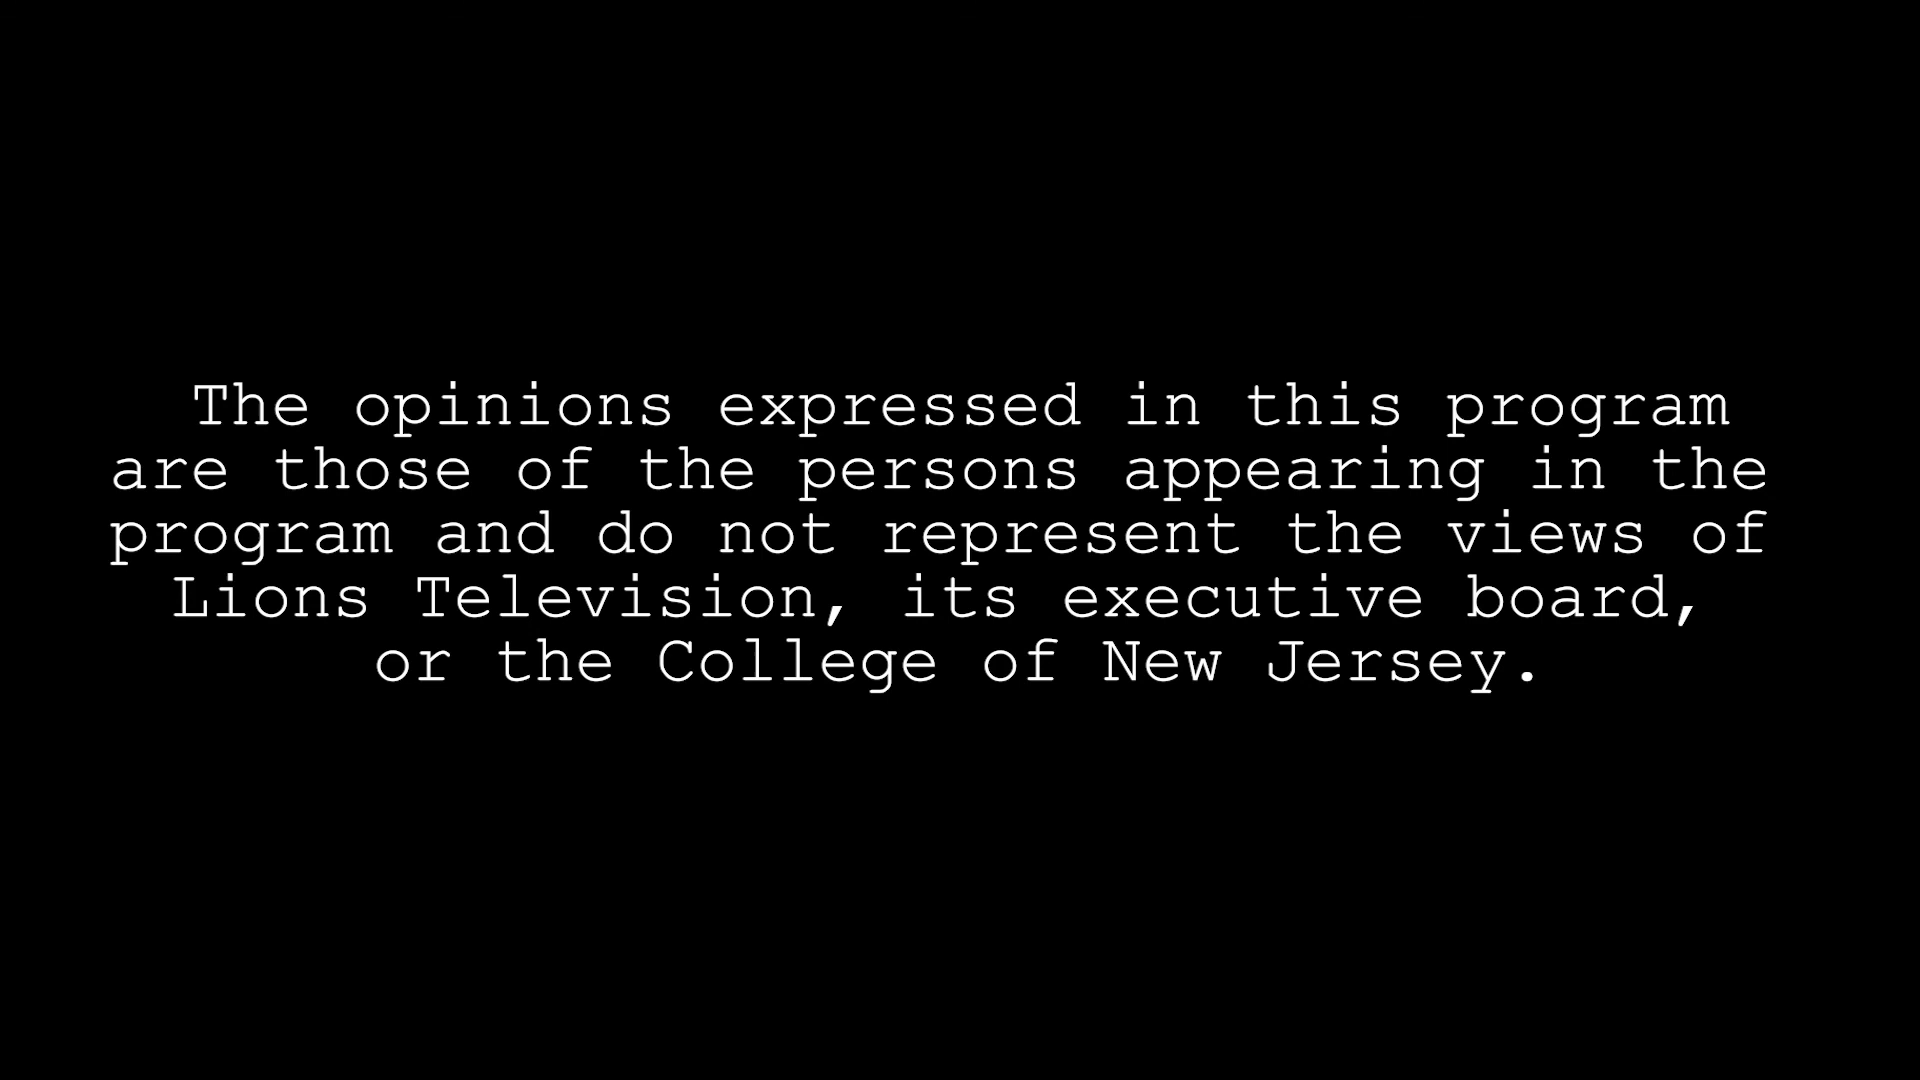 The opinions expressed in this program
are those of the persons appearing in the
program and do not represent the views of
Lions Television, its executive board,
or the College of New Jersey.